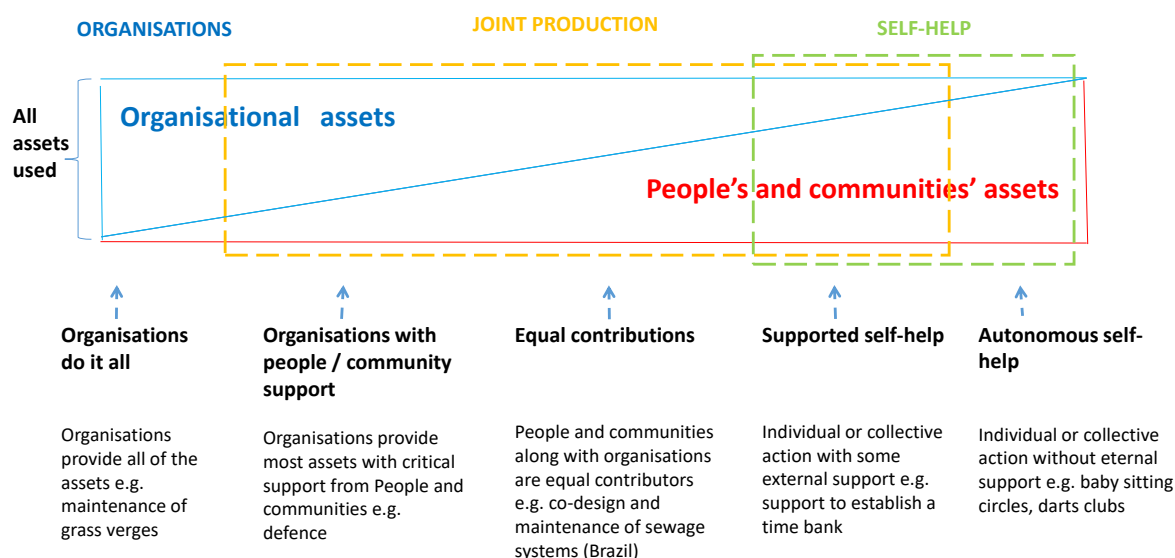 ORGANISATIONS
JOINT PRODUCTION
SELF-HELP
All
assets
used
Organisational assets
People's and communities' assets
Organisations
do it all
Organisations with
people / community
support
Equal contributions
Supported self-help
Autonomous self-
help
Organisations
provide all of the
assets e.g.
maintenance of
grass verges
Organisations provide
most assets with critical
support from People and
communities e.g.
defence
People and communities
along with organisations
are equal contributors
e.g. co-design and
maintenance of sewage
systems (Brazil)
Individual or collective
action with some
external support e.g.
support to establish a
time bank
Individual or collective
action without eternal
support e.g. baby sitting
circles, darts clubs